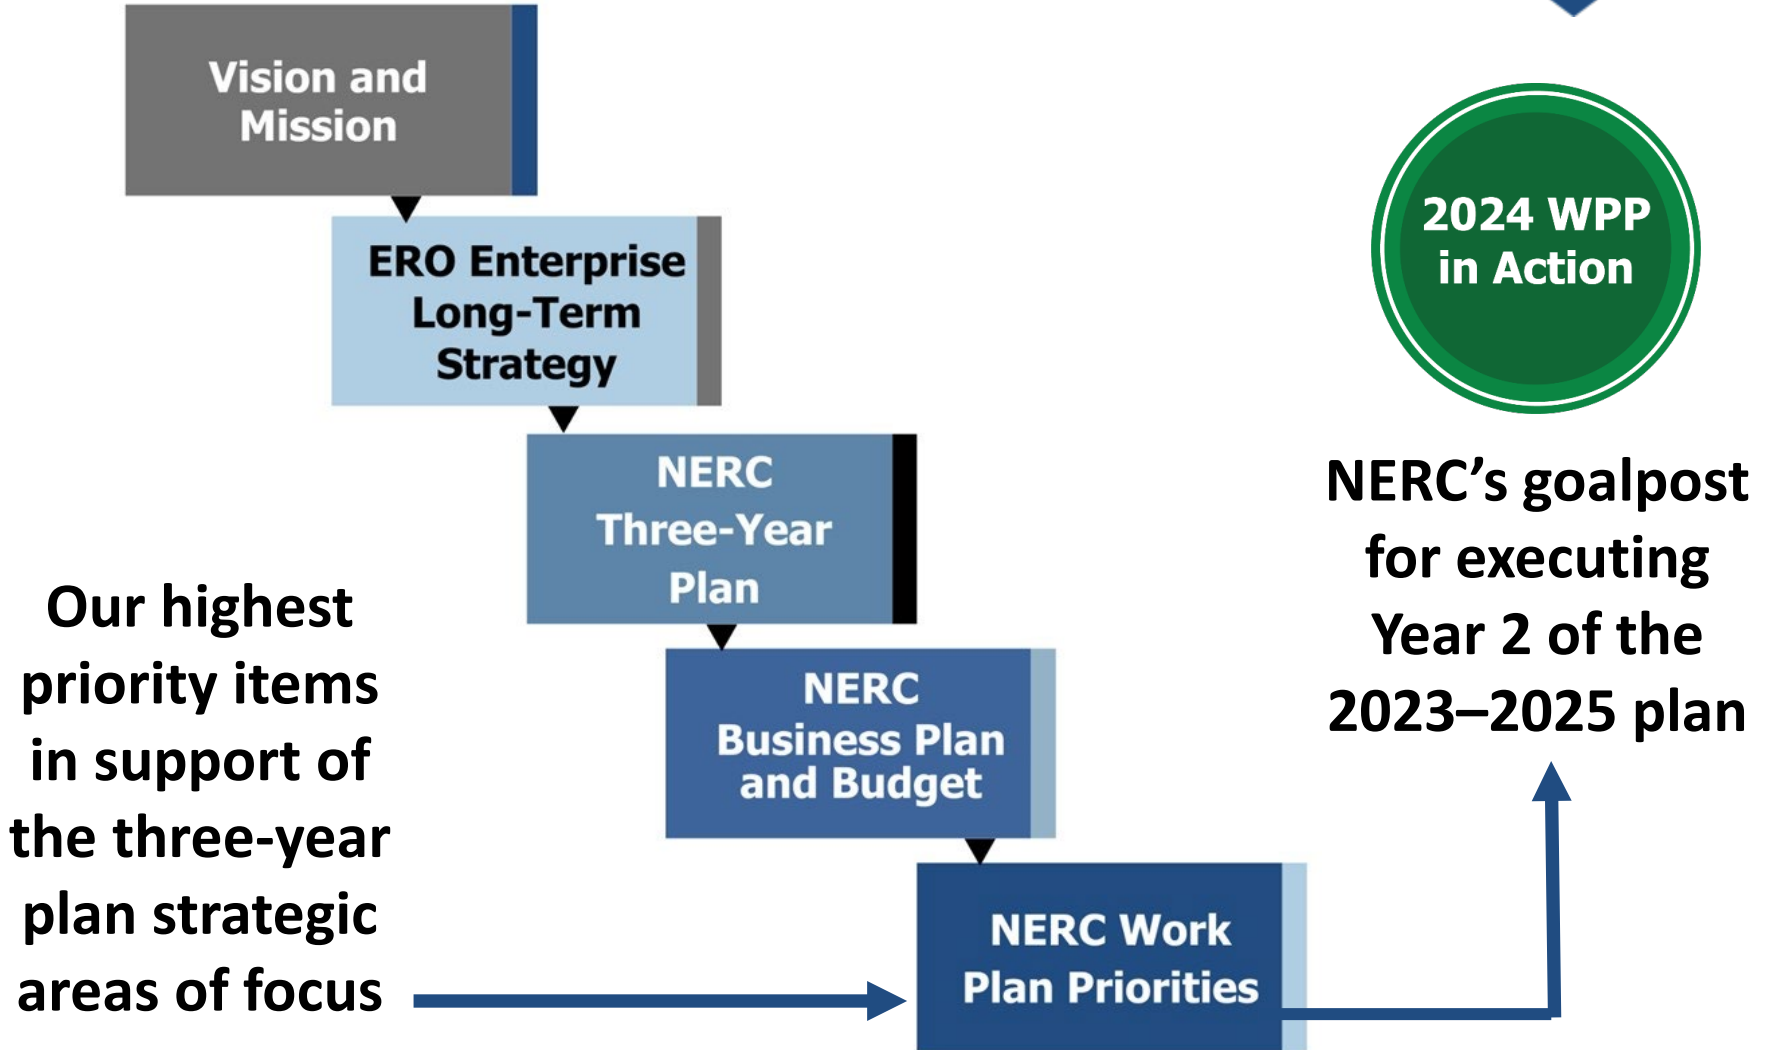 Vision and
Mission
ERO Enterprise
Long-Term
Strategy
NERC
Three-Year
Plan
NERC
Business Plan
and Budget
NERC Work
Plan Priorities
Our highest
priority items
in support of
the three-year
plan strategic
areas of focus
2024 WPP
in Action
NERC’s goalpost
for executing
Year 2 of the
2023–2025 plan